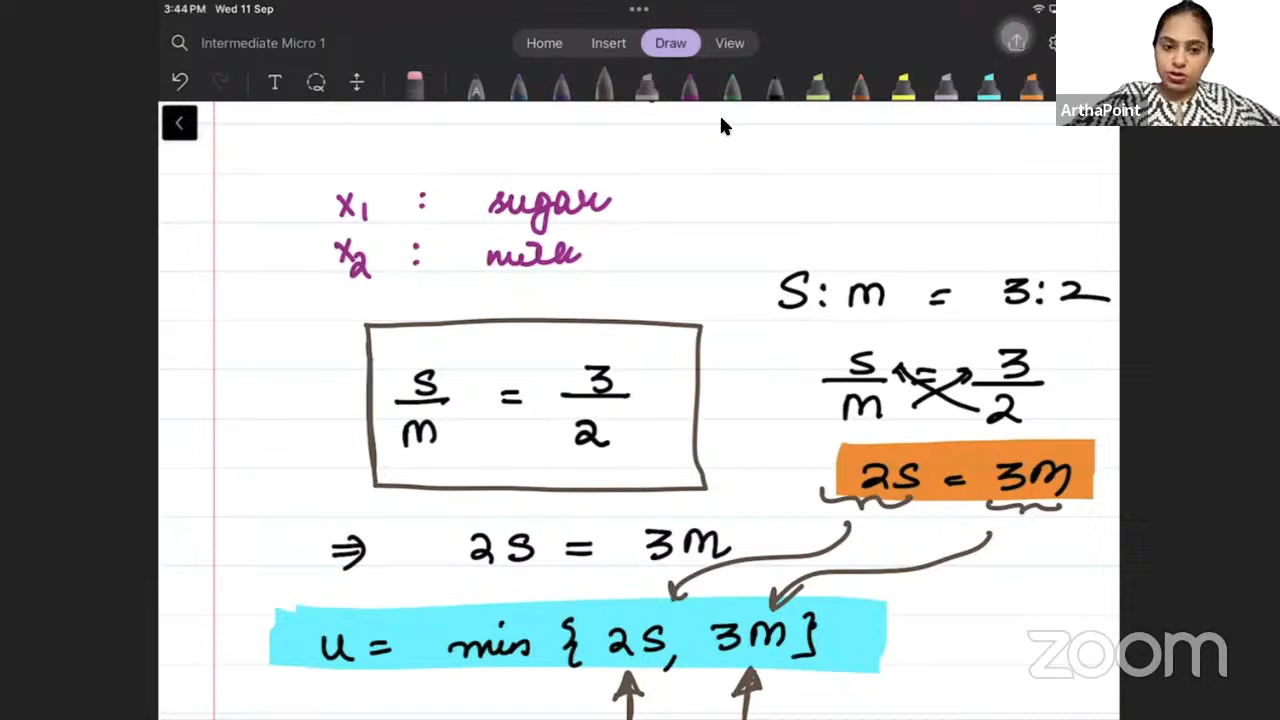 3:44 PM Wed 11 Sep
Intermediate Micro 1
Home Insert Draw View
T
A
ArthaPoint
x₁ : sugar
x₂ : milk
S : m = 3 : 2
s/m = 3/2
s/m = 3/2
2s = 3m
⇒ 2s = 3m
u = min { 2s, 3m }
zoom